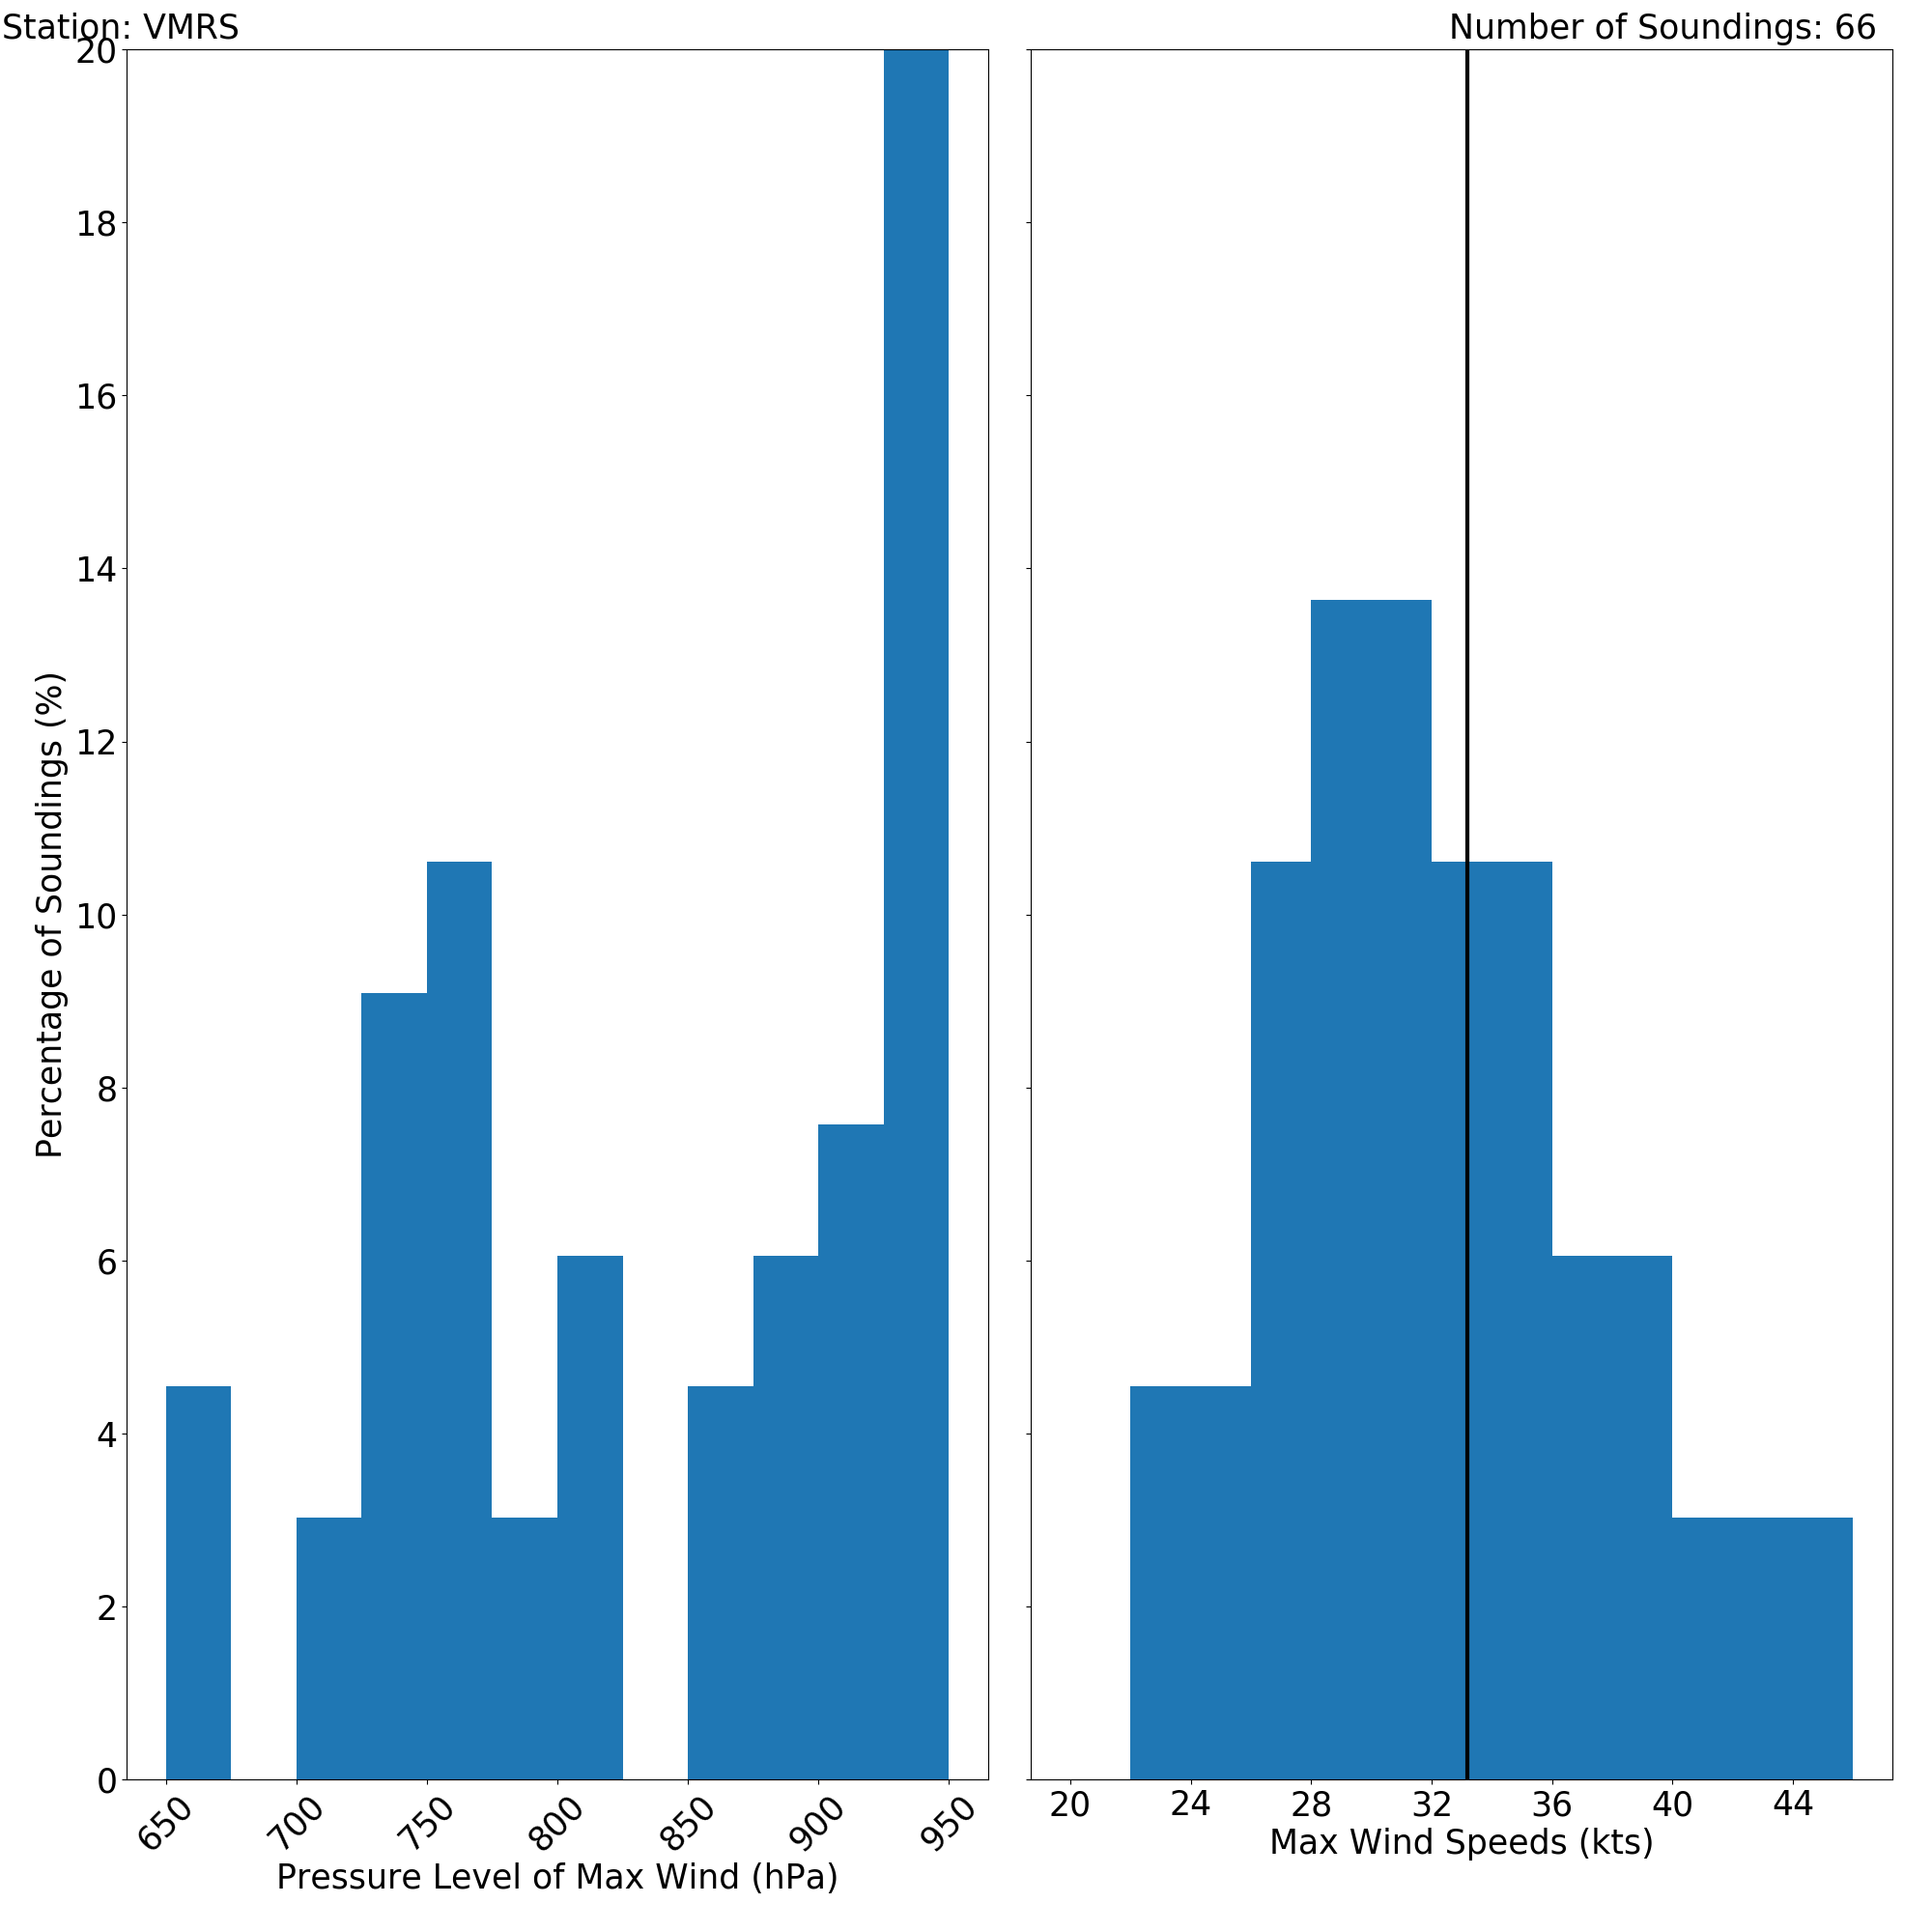 Station: VMRS
Number of Soundings: 66
Percentage of Soundings (%)
20
18
16
14
12
10
8
6
4
2
0
650 700 750 800 850 900 950
Pressure Level of Max Wind (hPa)
20 24 28 32 36 40 44
Max Wind Speeds (kts)